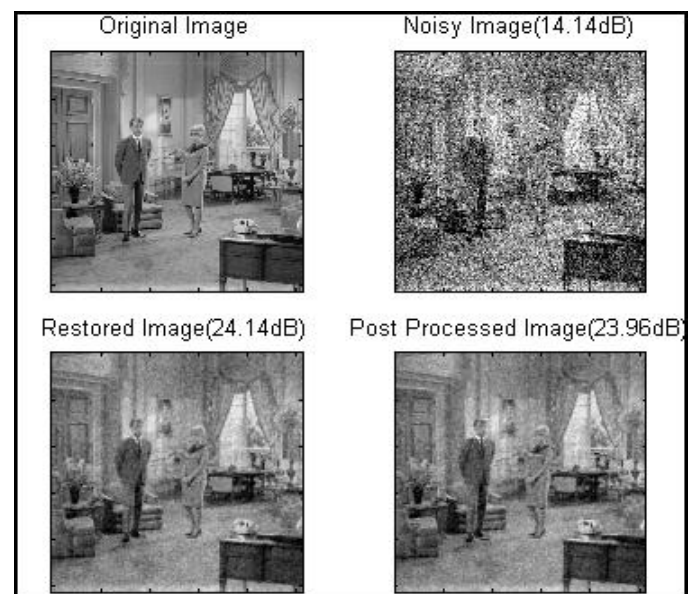 Original Image
Noisy Image(14.14dB)
Restored Image(24.14dB)
Post Processed Image(23.96dB)